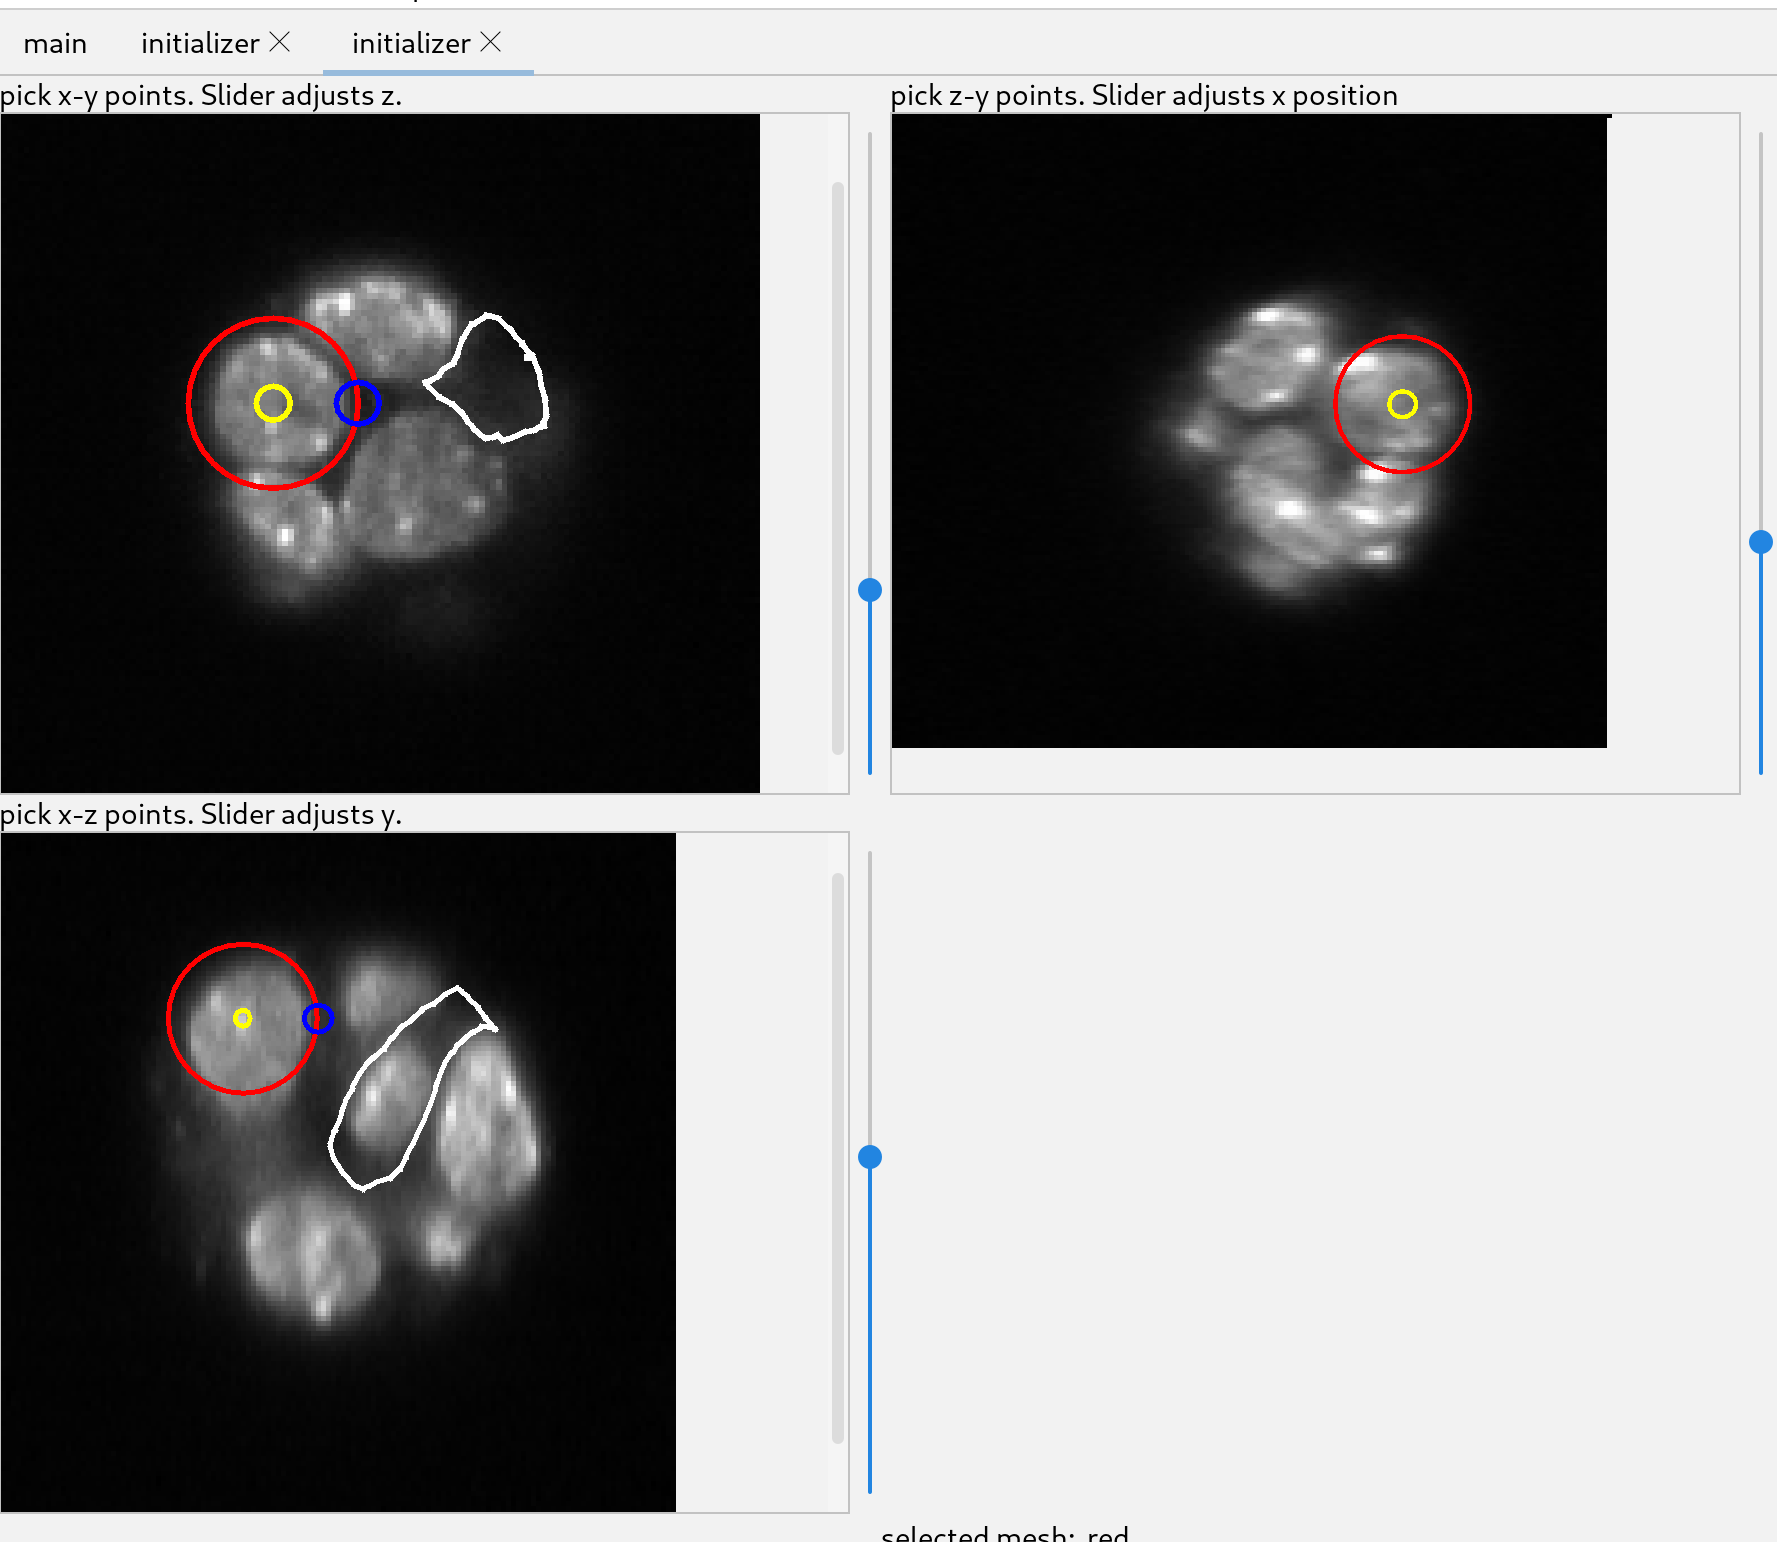 main initializer initializer
pick x-y points. Slider adjusts z.
pick z-y points. Slider adjusts x position
pick x-z points. Slider adjusts y.
selected mesh: red